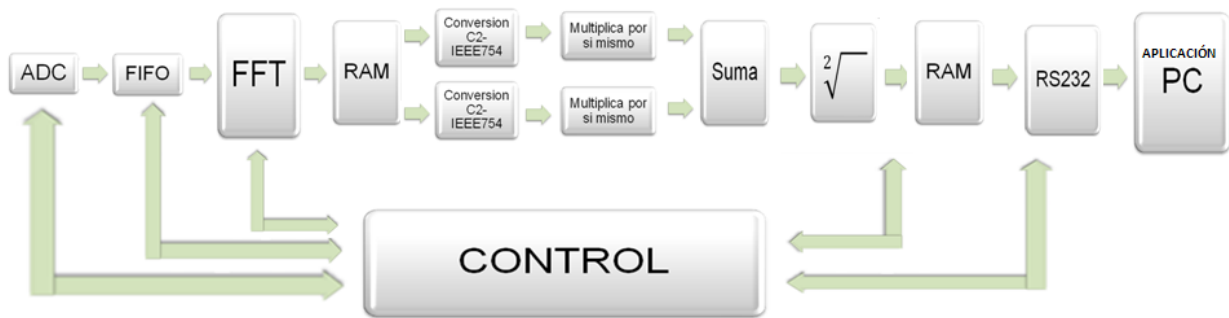 ADC
FIFO
FFT
RAM
Conversion
C2-
IEEE754
Multiplica por
si mismo
Conversion
C2-
IEEE754
Multiplica por
si mismo
Suma
2√
RAM
RS232
APLICACIÓN
PC
CONTROL